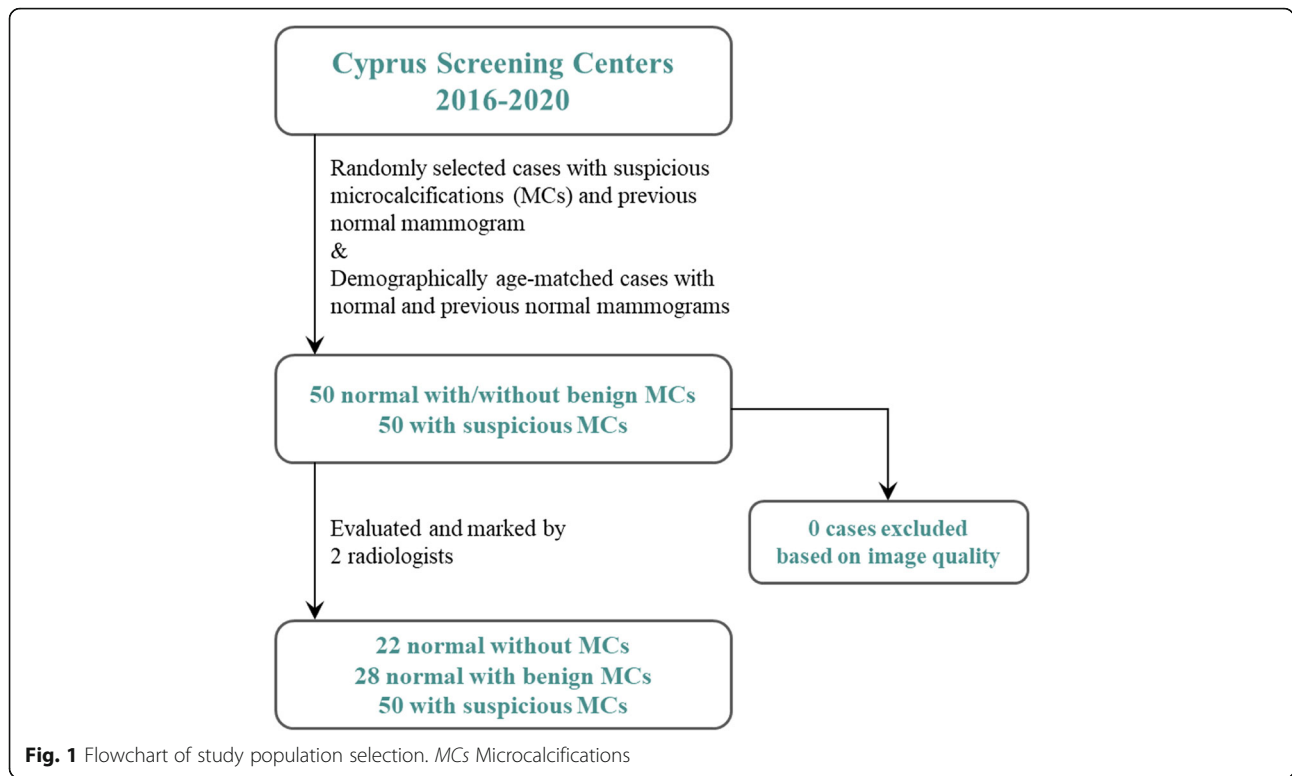 Cyprus Screening Centers
2016-2020
Randomly selected cases with suspicious
microcalcifications (MCs) and previous
normal mammogram
&
Demographically age-matched cases with
normal and previous normal mammograms
50 normal with/without benign MCs
50 with suspicious MCs
Evaluated and marked by
2 radiologists
0 cases excluded
based on image quality
22 normal without MCs
28 normal with benign MCs
50 with suspicious MCs
Fig. 1 Flowchart of study population selection. MCs Microcalcifications